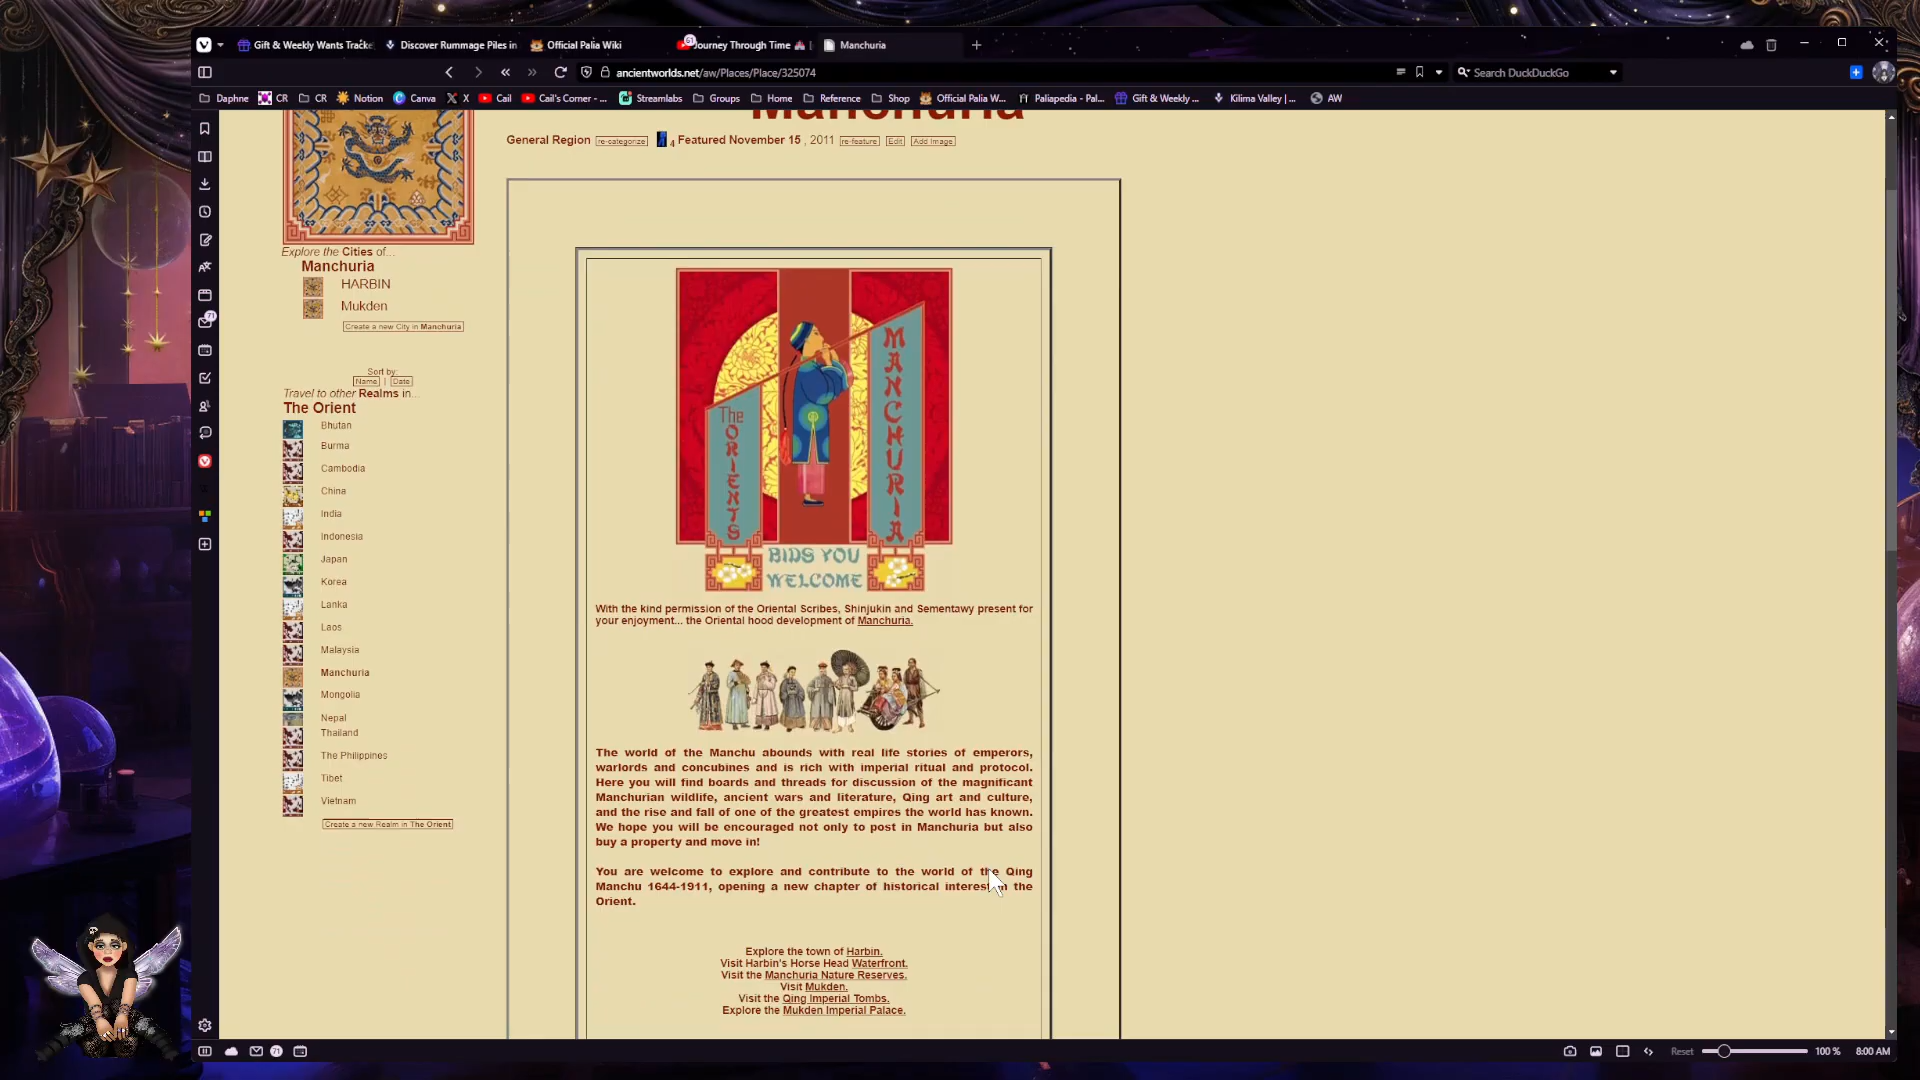 Gift & Weekly Wants Tracke
Discover Rummage Piles in
Official Palia Wiki
51
Journey Through Time
Manchuria
ancientworlds.net/aw/Places/Place/325074
Search DuckDuckGo
Daphne
CR
CR
Notion
Canva
X
Cail
Cail's Corner - ...
Streamlabs
Groups
Home
Reference
Shop
Official Palia W...
Paliapedia - Pal...
Gift & Weekly ...
Kilima Valley | ...
AW
Manchuria
General Region re-categorize 4 Featured November 15 , 2011 re-feature Edit Add Image
Explore the Cities of...
Manchuria
HARBIN
Mukden
Create a new City in Manchuria
Sort by:
Name | Date
Travel to other Realms in...
The Orient
Bhutan
Burma
Cambodia
China
India
Indonesia
Japan
Korea
Lanka
Laos
Malaysia
Manchuria
Mongolia
Nepal
Thailand
The Philippines
Tibet
Vietnam
Create a new Realm in The Orient
The ORIENTS
MANCHURIA
BIDS YOU
WELCOME
With the kind permission of the Oriental Scribes, Shinjukin and Sementawy present for
your enjoyment... the Oriental hood development of Manchuria.
The world of the Manchu abounds with real life stories of emperors,
warlords and concubines and is rich with imperial ritual and protocol.
Here you will find boards and threads for discussion of the magnificant
Manchurian wildlife, ancient wars and literature, Qing art and culture,
and the rise and fall of one of the greatest empires the world has known.
We hope you will be encouraged not only to post in Manchuria but also
buy a property and move in!
You are welcome to explore and contribute to the world of the Qing
Manchu 1644-1911, opening a new chapter of historical interest in the
Orient.
Explore the town of Harbin.
Visit Harbin's Horse Head Waterfront.
Visit the Manchuria Nature Reserves.
Visit Mukden.
Visit the Qing Imperial Tombs.
Explore the Mukden Imperial Palace.
71
71
Reset
100 %
8:00 AM